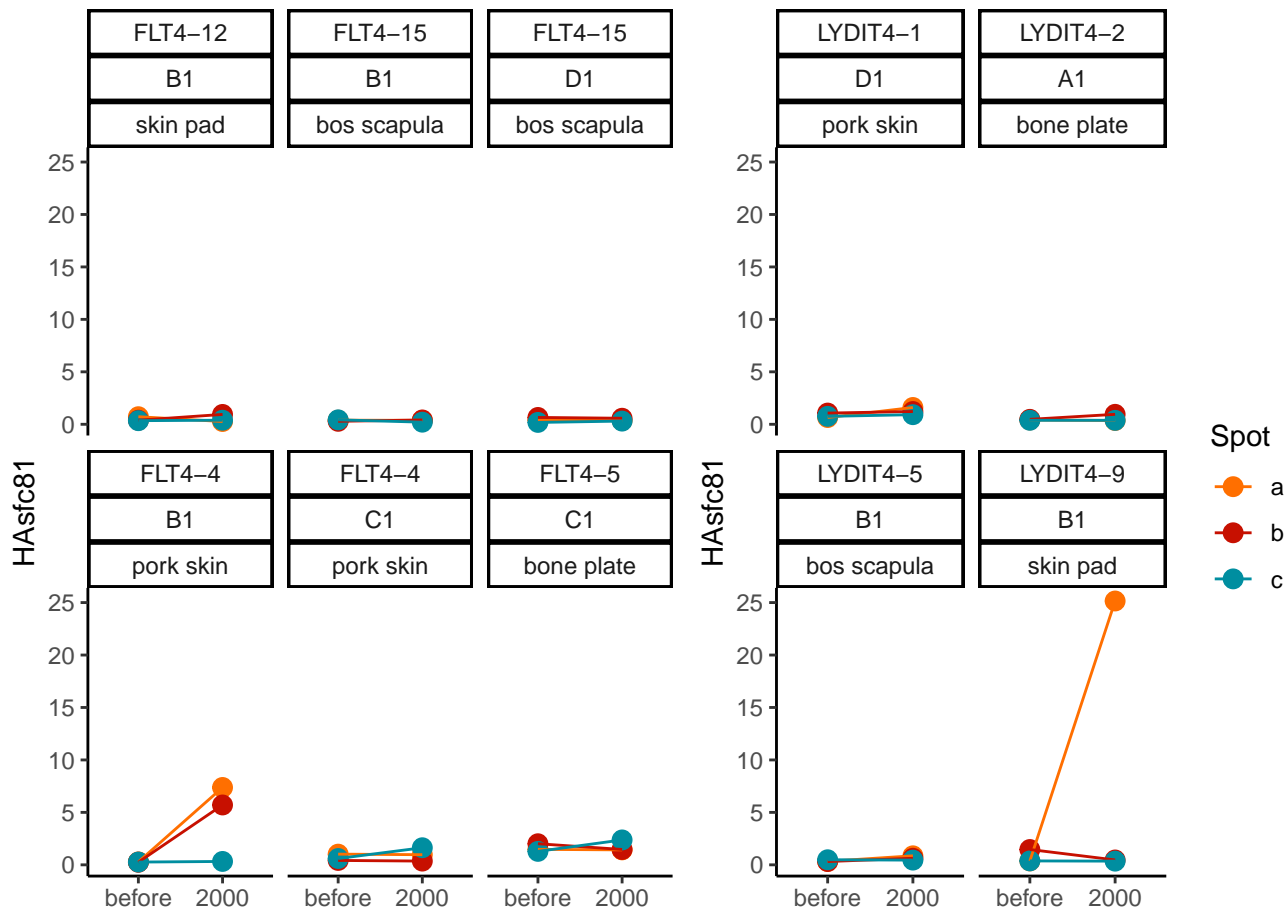 FLT4–12 FLT4–15 FLT4–15 LYDIT4–1 LYDIT4–2
B1 B1 D1 D1 A1
skin pad bos scapula bos scapula pork skin bone plate
25 25
20 20
15 15
10 10
5 5
0 0
FLT4–4 FLT4–4 FLT4–5 LYDIT4–5 LYDIT4–9
B1 C1 C1 B1 B1
pork skin pork skin bone plate bos scapula skin pad
25 25
20 20
15 15
10 10
5 5
0 0
before 2000 before 2000 before 2000 before 2000 before 2000
HAsfc81 HAsfc81
Spot
a
b
c